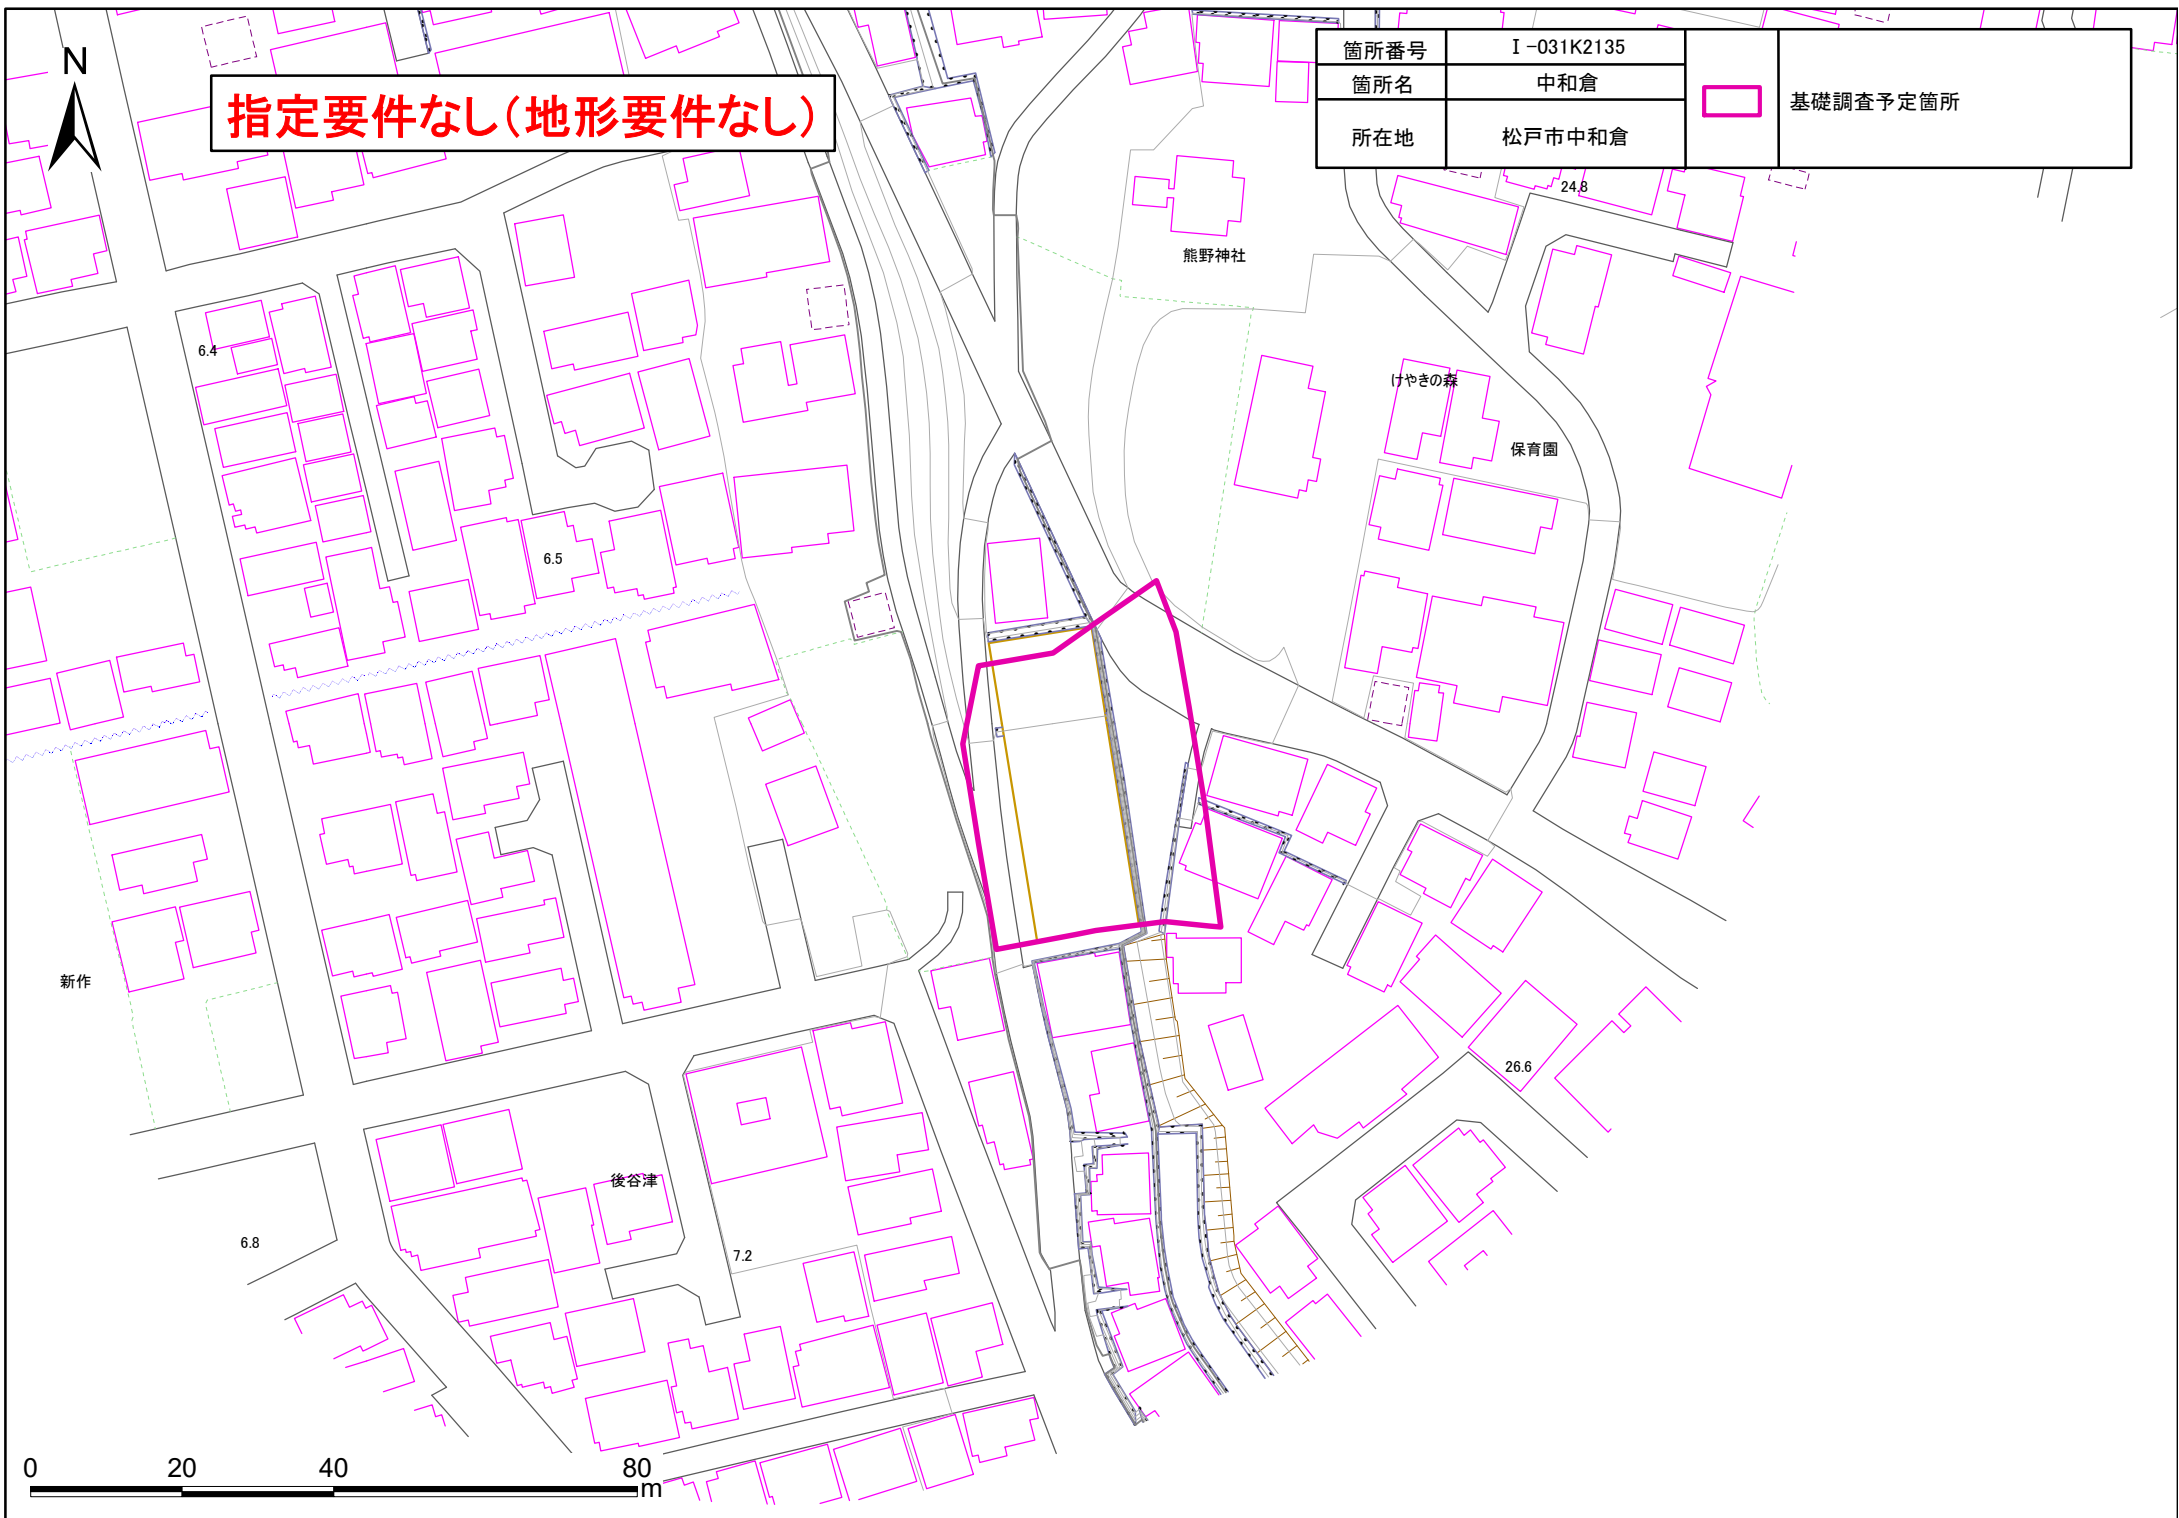 N
指定要件なし(地形要件なし)
箇所番号 Ⅰ-031K2135
箇所名 中和倉
所在地 松戸市中和倉
基礎調査予定箇所
24.8
熊野神社
6.4
けやきの森
保育園
6.5
新作
26.6
後谷津
6.8
7.2
0 20 40 80
m